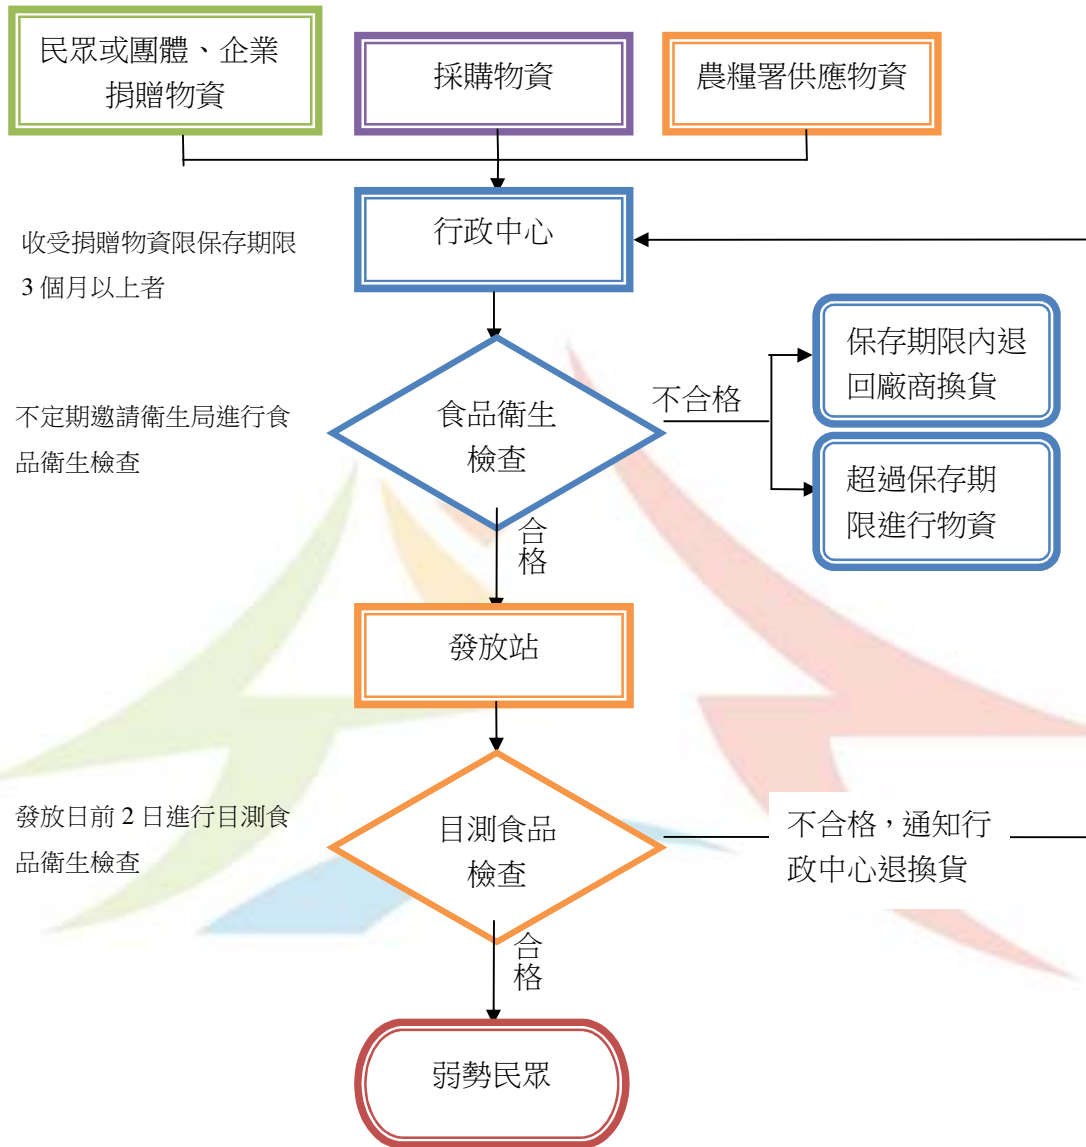 民眾或團體、企業
捐贈物資
採購物資
農糧署供應物資
行政中心
收受捐贈物資限保存期限
3 個月以上者
保存期限內退
回廠商換貨
不合格
食品衛生
檢查
不定期邀請衛生局進行食
品衛生檢查
超過保存期
限進行物資
合
格
發放站
發放日前 2 日進行目測食
品衛生檢查
目測食品
檢查
不合格，通知行
政中心退換貨
合
格
弱勢民眾